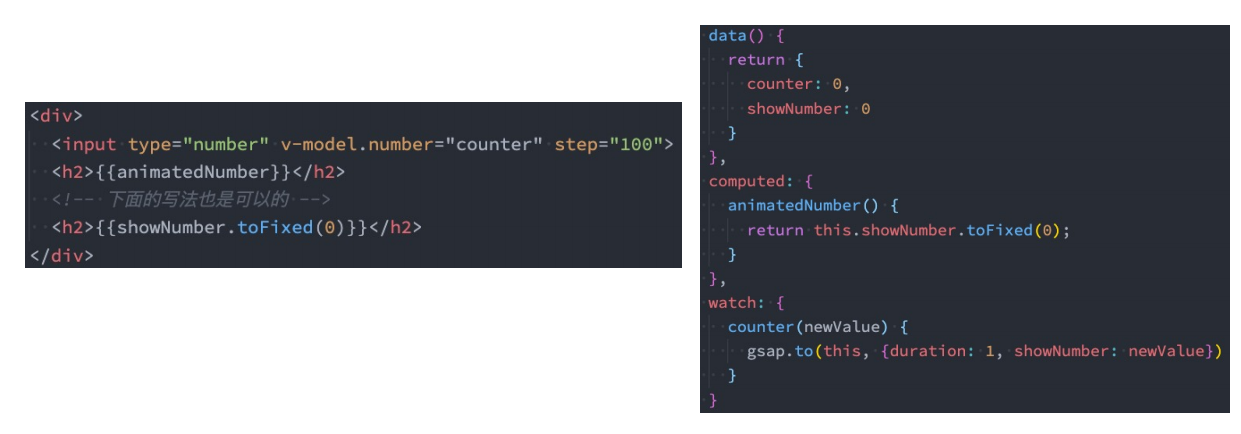 <div>
<input type="number" v-model.number="counter" step="100">
<h2>{{animatedNumber}}</h2>
<!-- 下面的写法也是可以的 -->
<h2>{{showNumber.toFixed(0)}}</h2>
</div>
data() {
return {
counter: 0,
showNumber: 0
}
},
computed: {
animatedNumber() {
return this.showNumber.toFixed(0);
}
},
watch: {
counter(newValue) {
gsap.to(this, {duration: 1, showNumber: newValue})
}
}